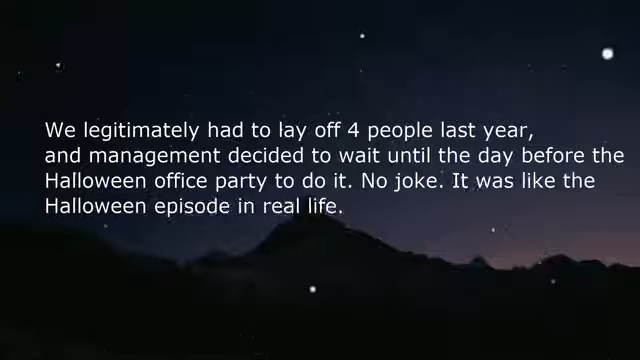 We legitimately had to lay off 4 people last year,
and management decided to wait until the day before the
Halloween office party to do it. No joke. It was like the
Halloween episode in real life.